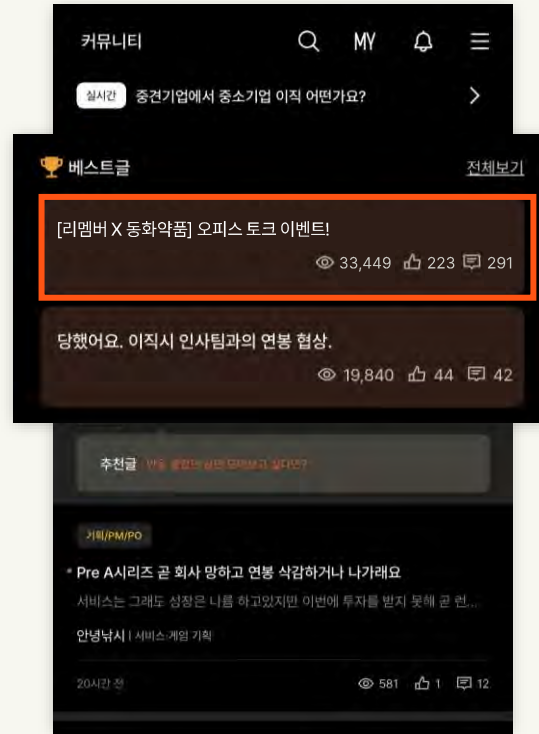 커뮤니티 MY
실시간 중견기업에서 중소기업 이직 어떤가요?
베스트글 전체보기
[리멤버 X 동화약품] 오피스 토크 이벤트!
33,449 223 291
당했어요. 이직시 인사팀과의 연봉 협상.
19,840 44 42
추천글
기획/PM/PO
Pre A시리즈 곧 회사 망하고 연봉 삭감하거나 나가래요
서비스는 그래도 성장은 나름 하고있지만 이번에 투자를 받지 못해 곧 런...
안녕낚시 | 서비스·게임 기획
20시간 전 581 1 12